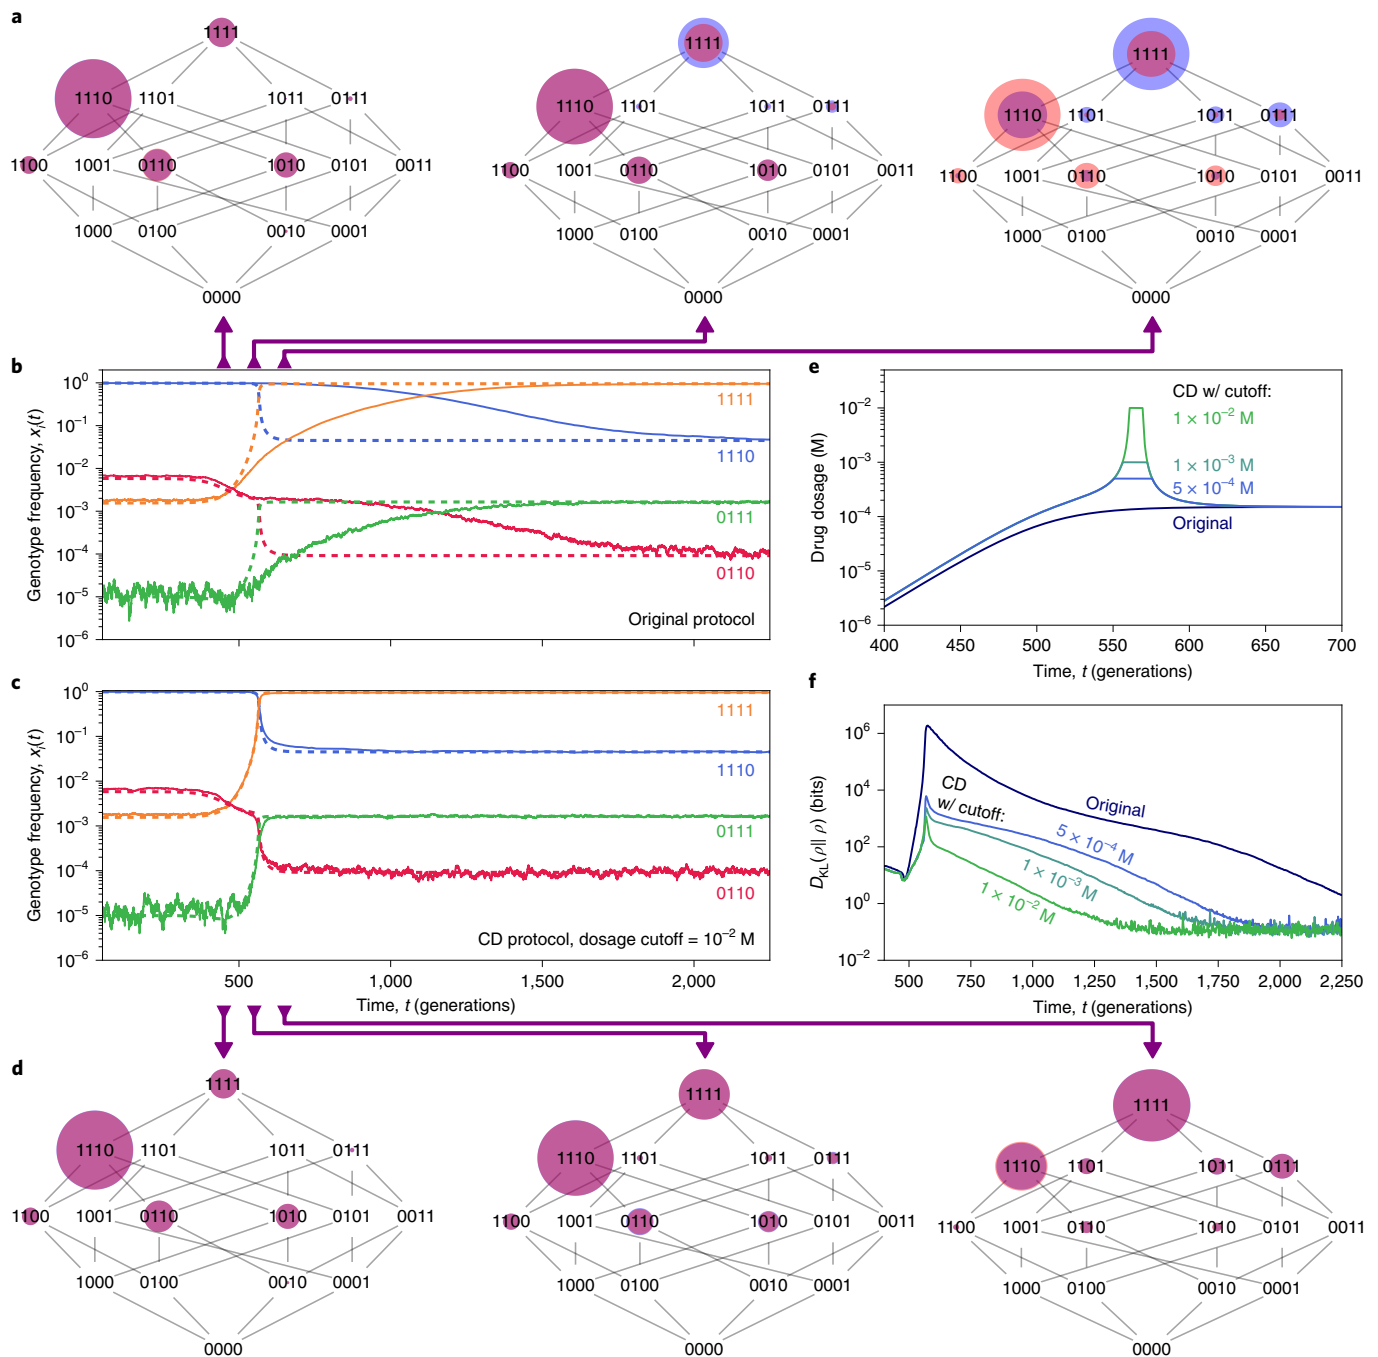 a
1111
1110 1101 1011 0111
1100 1001 0110 1010 0101 0011
1000 0100 0010 0001
0000
1111
1110 1101 1011 0111
1100 1001 0110 1010 0101 0011
1000 0100 0010 0001
0000
1111
1110 1101 1011 0111
1100 1001 0110 1010 0101 0011
1000 0100 0010 0001
0000
b
Genotype frequency, xi(t)
10⁰
10⁻¹
10⁻²
10⁻³
10⁻⁴
10⁻⁵
10⁻⁶
1111
1110
0111
0110
Original protocol
c
Genotype frequency, xi(t)
10⁰
10⁻¹
10⁻²
10⁻³
10⁻⁴
10⁻⁵
10⁻⁶
1111
1110
0111
0110
CD protocol, dosage cutoff = 10⁻² M
500 1,000 1,500 2,000
Time, t (generations)
e
Drug dosage (M)
10⁻²
10⁻³
10⁻⁴
10⁻⁵
10⁻⁶
CD w/ cutoff:
1 × 10⁻² M
1 × 10⁻³ M
5 × 10⁻⁴ M
Original
400 450 500 550 600 650 700
Time, t (generations)
f
DKL(ρ|| ρ) (bits)
10⁶
10⁴
10²
10⁰
10⁻²
CD
w/ cutoff:
Original
5 × 10⁻⁴ M
1 × 10⁻³ M
1 × 10⁻² M
500 750 1,000 1,250 1,500 1,750 2,000 2,250
Time, t (generations)
d
1111
1110 1101 1011 0111
1100 1001 0110 1010 0101 0011
1000 0100 0010 0001
0000
1111
1110 1101 1011 0111
1100 1001 0110 1010 0101 0011
1000 0100 0010 0001
0000
1111
1110 1101 1011 0111
1100 1001 0110 1010 0101 0011
1000 0100 0010 0001
0000